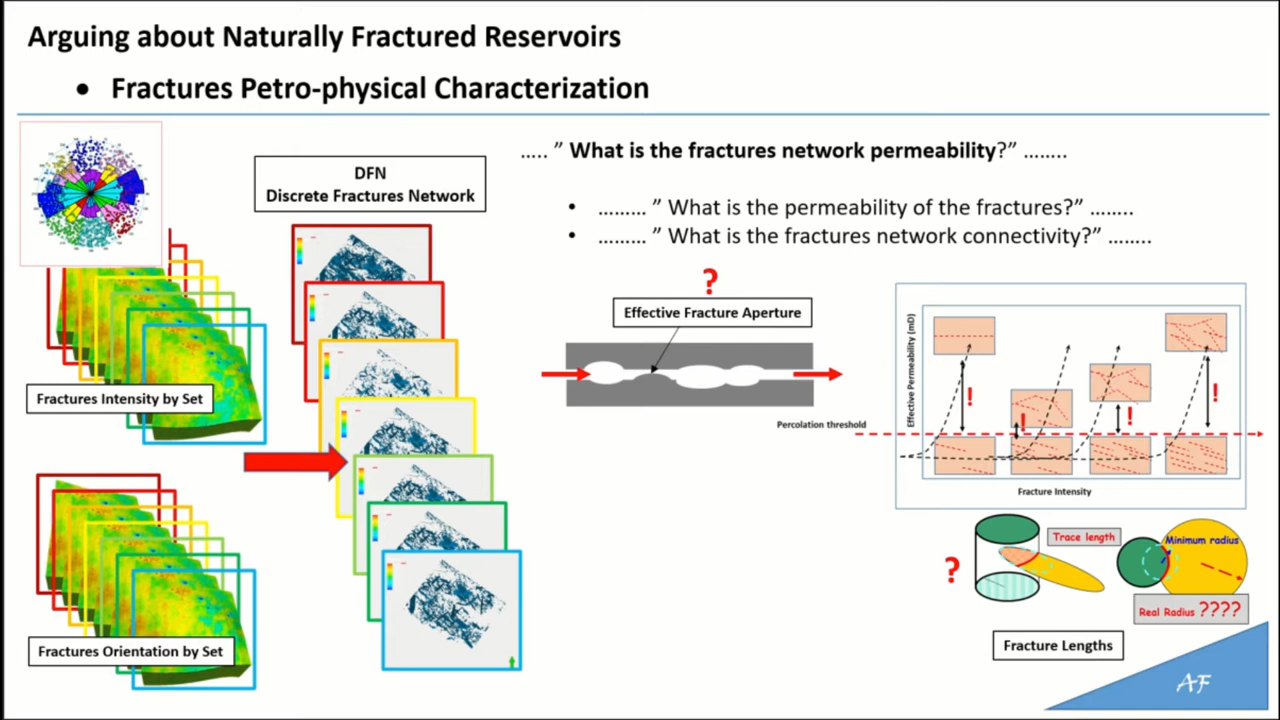 Arguing about Naturally Fractured Reservoirs
• Fractures Petro-physical Characterization
DFN
Discrete Fractures Network
….. ” What is the fractures network permeability?” ……..
• ……… ” What is the permeability of the fractures?” ……..
• ……… ” What is the fractures network connectivity?” ……..
?
Effective Fracture Aperture
Fractures Intensity by Set
Effective Permeability (mD)
!
!
!
!
Percolation threshold
Fracture Intensity
Fractures Orientation by Set
?
Trace length
Minimum radius
Real Radius ????
Fracture Lengths
AF